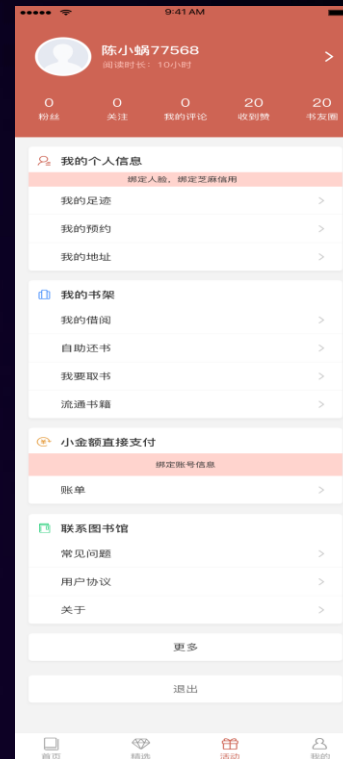 9:41 AM
陈小蜗77568
阅读时长：10小时
0 0 0 20 20
粉丝 关注 我的评论 收到赞 书友圈
我的个人信息
绑定人脸，绑定芝麻信用
我的足迹
我的预约
我的地址
我的书架
我的借阅
自助还书
我要取书
流通书籍
小金额直接支付
绑定账号信息
账单
联系图书馆
常见问题
用户协议
关于
更多
退出
首页 精选 活动 我的